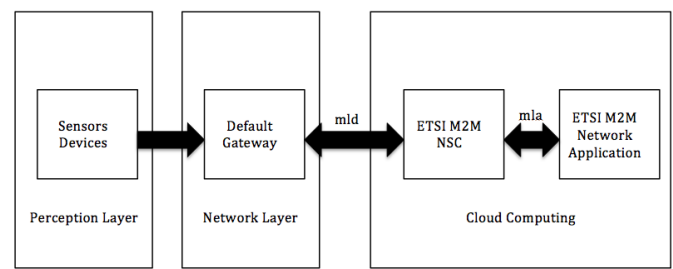 Sensors
Devices
Perception Layer
Default
Gateway
Network Layer
mld
ETSI M2M
NSC
mla
ETSI M2M
Network
Application
Cloud Computing